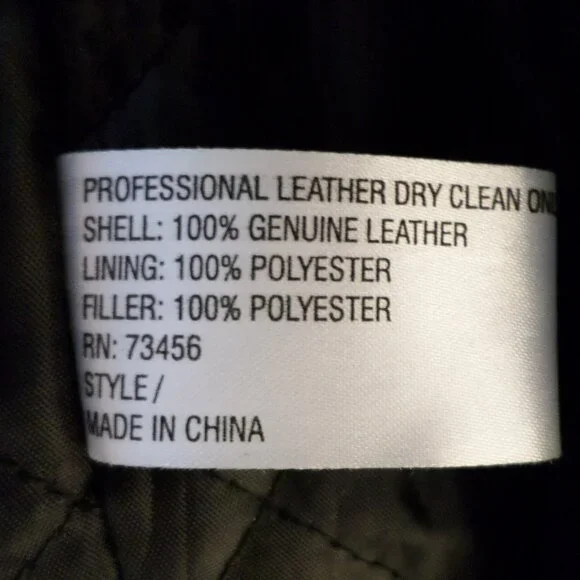 PROFESSIONAL LEATHER DRY CLEAN
SHELL: 100% GENUINE LEATHER
LINING: 100% POLYESTER
FILLER: 100% POLYESTER
RN: 73456
STYLE /
MADE IN CHINA